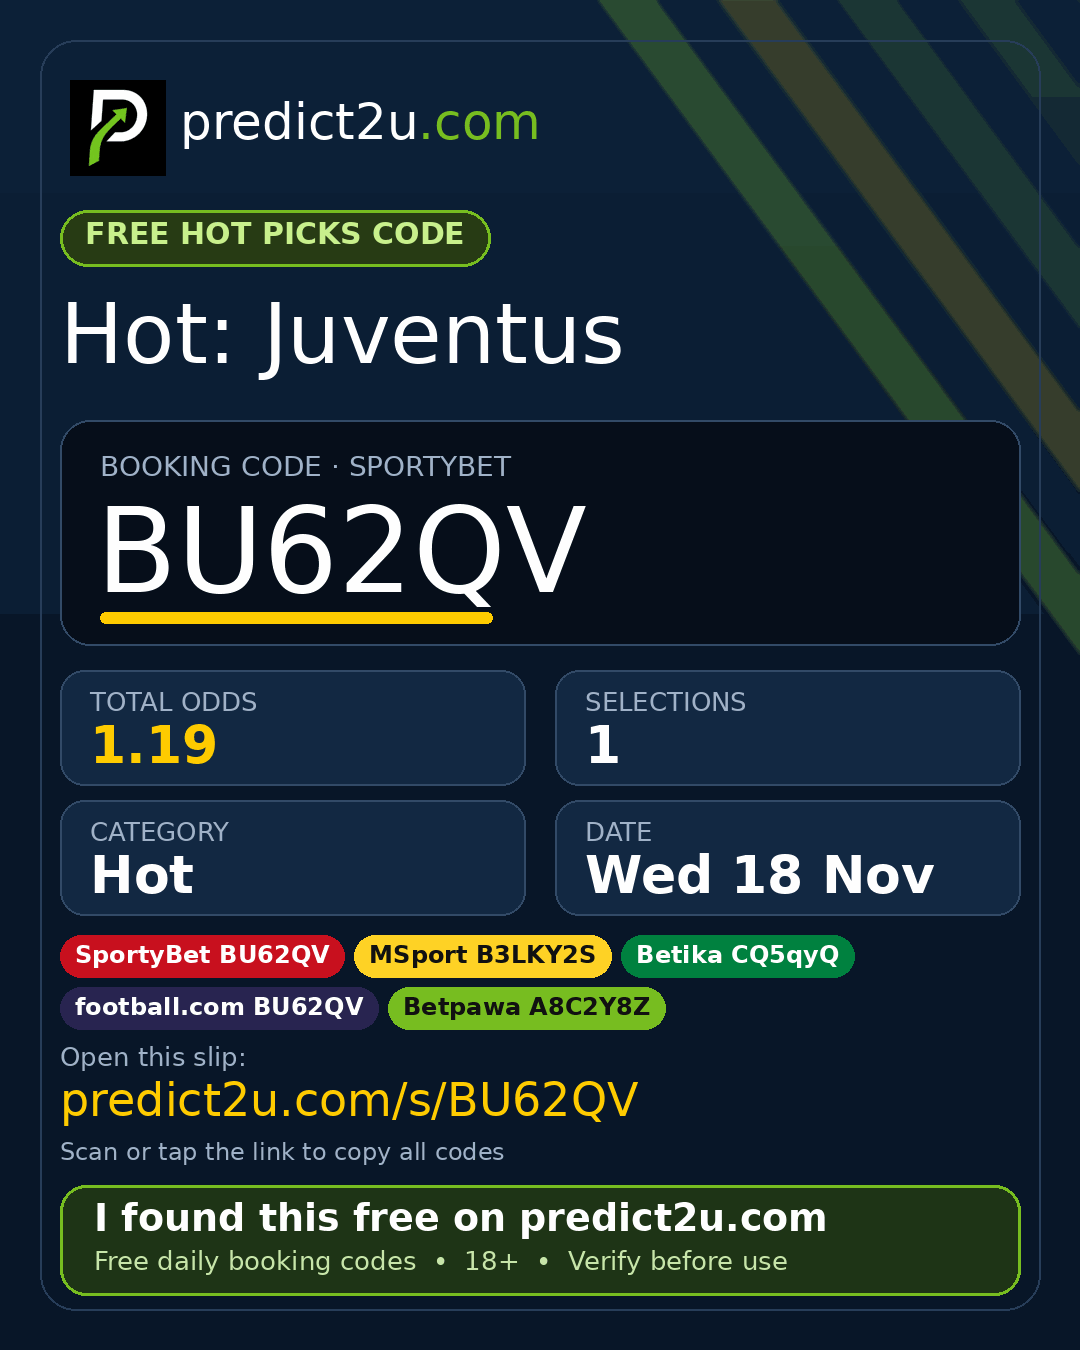 predict2u.com
FREE HOT PICKS CODE
Hot: Juventus
BOOKING CODE · SPORTYBET
BU62QV
TOTAL ODDS
1.19
SELECTIONS
1
CATEGORY
Hot
DATE
Wed 18 Nov
SportyBet BU62QV
MSport B3LKY2S
Betika CQ5qyQ
football.com BU62QV
Betpawa A8C2Y8Z
Open this slip:
predict2u.com/s/BU62QV
Scan or tap the link to copy all codes
I found this free on predict2u.com
Free daily booking codes • 18+ • Verify before use